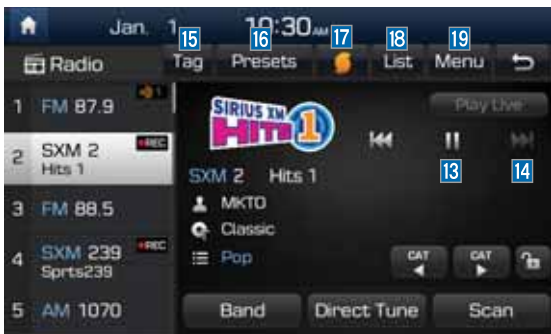 Jan. 1 10:30 AM
15 16 17 18 19
Radio Tag Presets List Menu
1 FM 87.9
SIRIUS XM
HITS 1
Play Live
2 SXM 2 REC
Hits 1
13 14
SXM 2 Hits 1
3 FM 88.5
MKTO
Classic
4 SXM 239 REC
Sprts239
Pop
CAT CAT
5 AM 1070
Band Direct Tune Scan